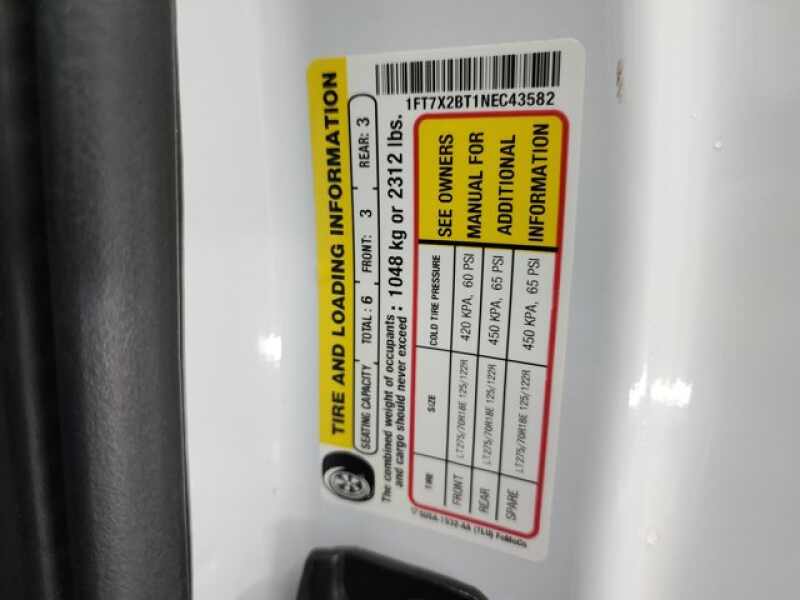 TIRE AND LOADING INFORMATION
SEATING CAPACITY TOTAL : 6 FRONT: 3 REAR: 3
The combined weight of occupants : 1048 kg or 2312 lbs.
and cargo should never exceed :
1FT7X2BT1NEC43582
TIRE SIZE COLD TIRE PRESSURE
FRONT LT275/70R18E 125/122R 420 KPA, 60 PSI
REAR LT275/70R18E 125/122R 450 KPA, 65 PSI
SPARE LT275/70R18E 125/122R 450 KPA, 65 PSI
SEE OWNERS
MANUAL FOR
ADDITIONAL
INFORMATION
(TLU) FoMoCo